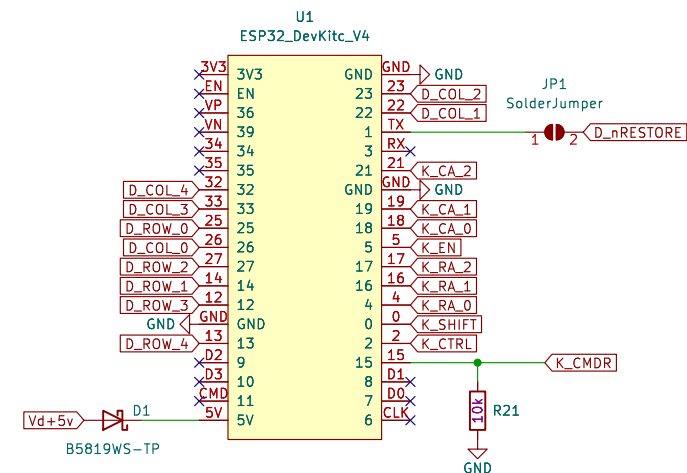 U1
ESP32_DevKitc_V4
3V3 3V3 GND GND GND
EN EN 23 23 D_COL_2
VP 36 22 22 D_COL_1
VN 39 1 TX
JP1
SolderJumper
1 2 D_nRESTORE
34 34 3 RX
35 35 21 21 K_CA_2
D_COL_4 32 32 GND GND GND
D_COL_3 33 33 19 19 K_CA_1
D_ROW_0 25 25 18 18 K_CA_0
D_COL_0 26 26 5 5 K_EN
D_ROW_2 27 27 17 17 K_RA_2
D_ROW_1 14 14 16 16 K_RA_1
D_ROW_3 12 12 4 4 K_RA_0
GND GND GND 0 0 K_SHIFT
D_ROW_4 13 13 2 2 K_CTRL
D2 9 15 15 K_CMDR
D3 10 8 D1
CMD 11 7 D0
Vd+5v D1 5V 5V 6 CLK
B5819WS-TP
10k R21
GND